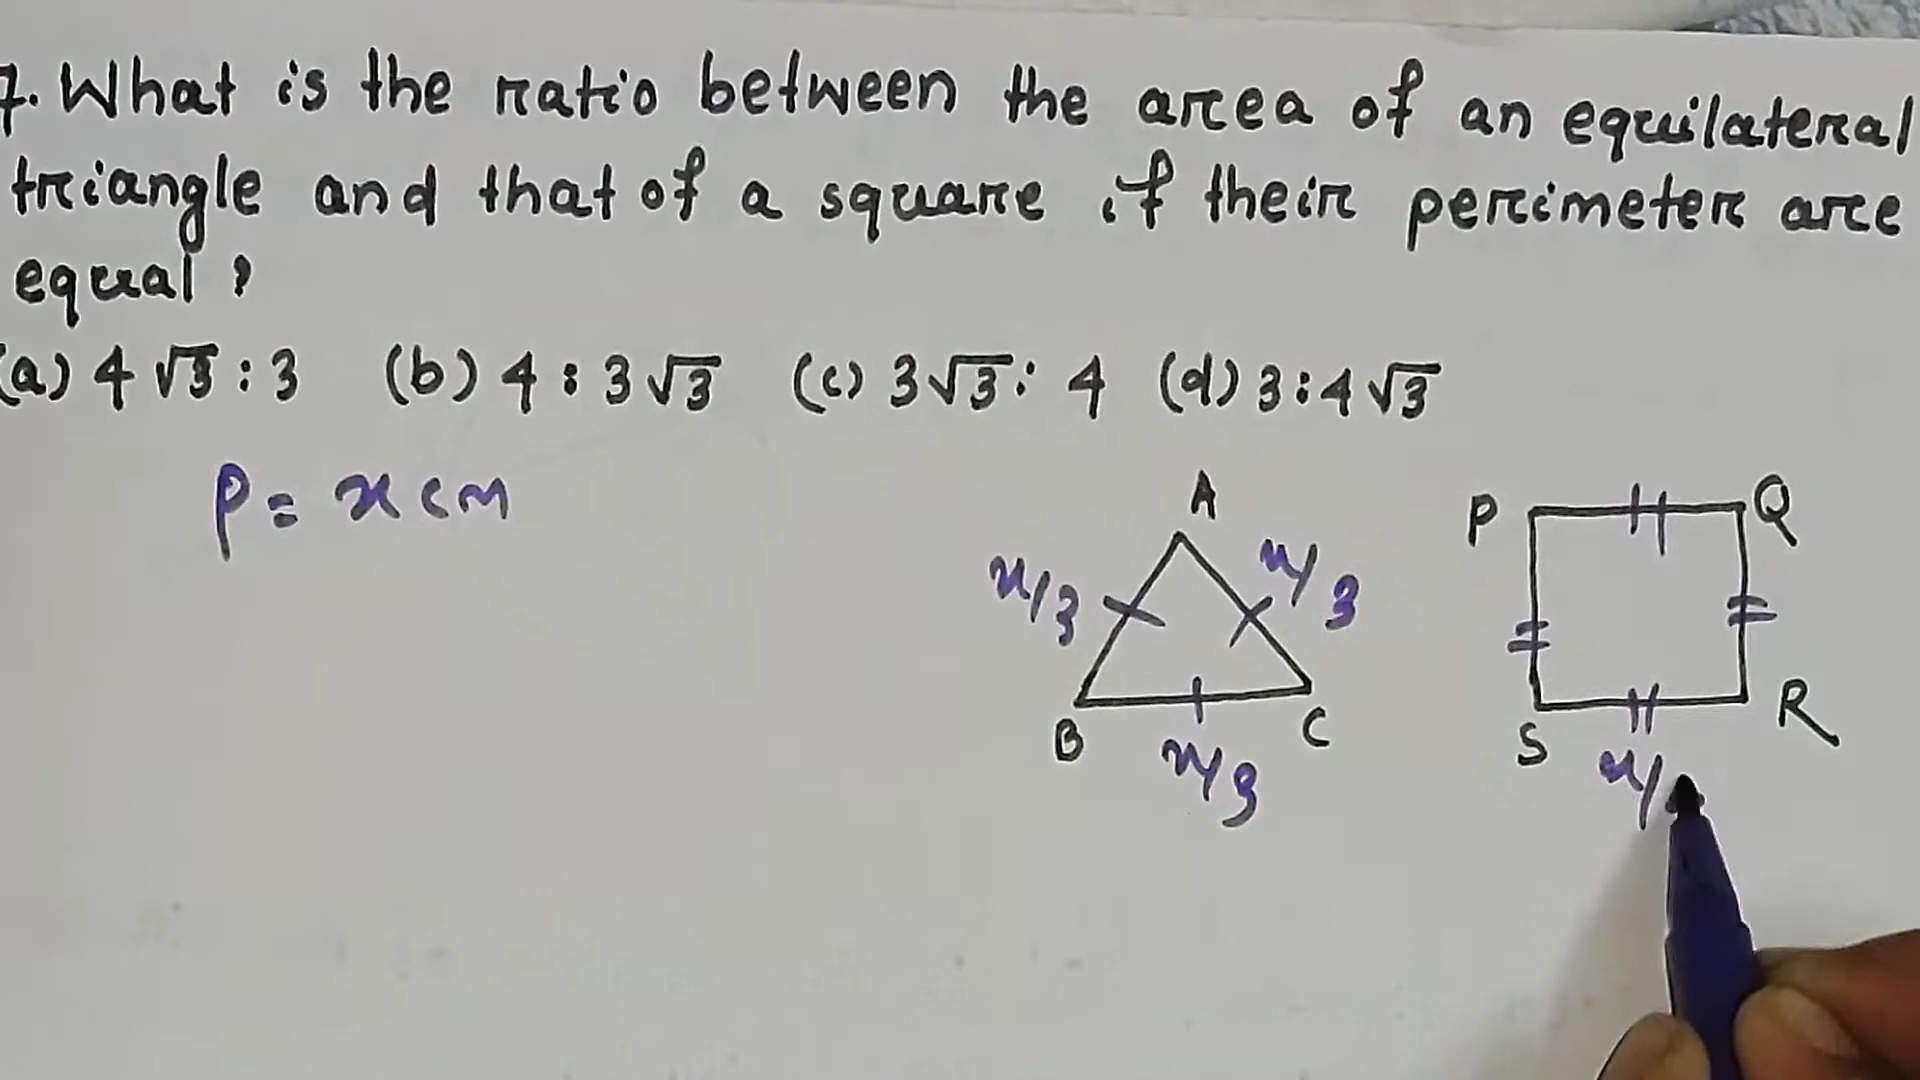 7. What is the ratio between the area of an equilateral
triangle and that of a square if their perimeter are
equal?
(a) 4√3 : 3 (b) 4 : 3√3 (c) 3√3 : 4 (d) 3 : 4√3
P = x cm
A
x/3 x/3
B C
x/3
P Q
S R
x/